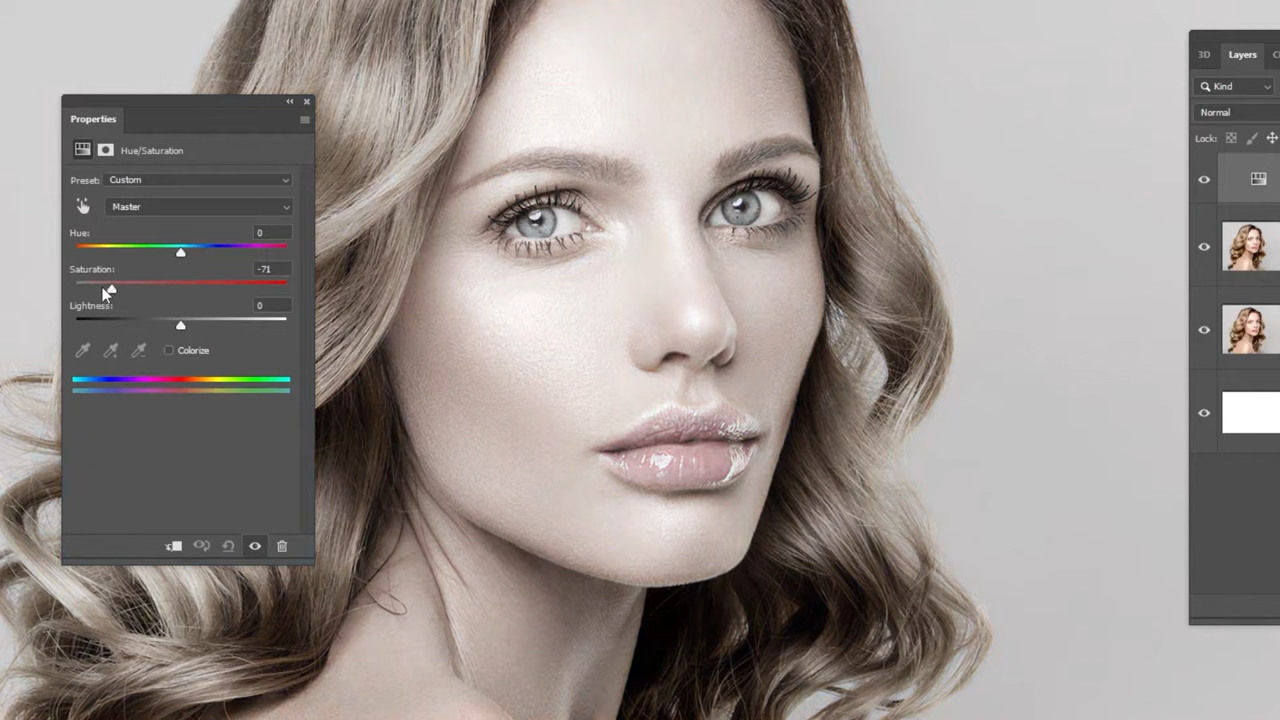 Properties
Hue/Saturation
Preset: Custom
Master
Hue: 0
Saturation: -71
Lightness: 0
Colorize
3D Layers
Kind
Normal
Lock: